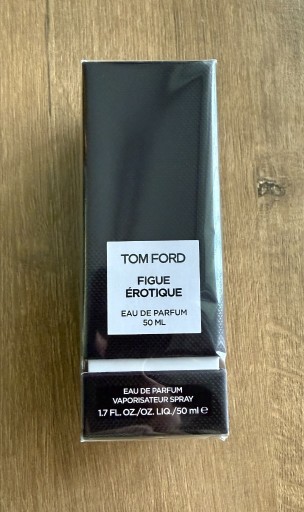 TOM FORD
FIGUE
ÉROTIQUE
EAU DE PARFUM
50 ML
EAU DE PARFUM
VAPORISATEUR SPRAY
1.7 FL. OZ./OZ. LIQ./50 ml ℮